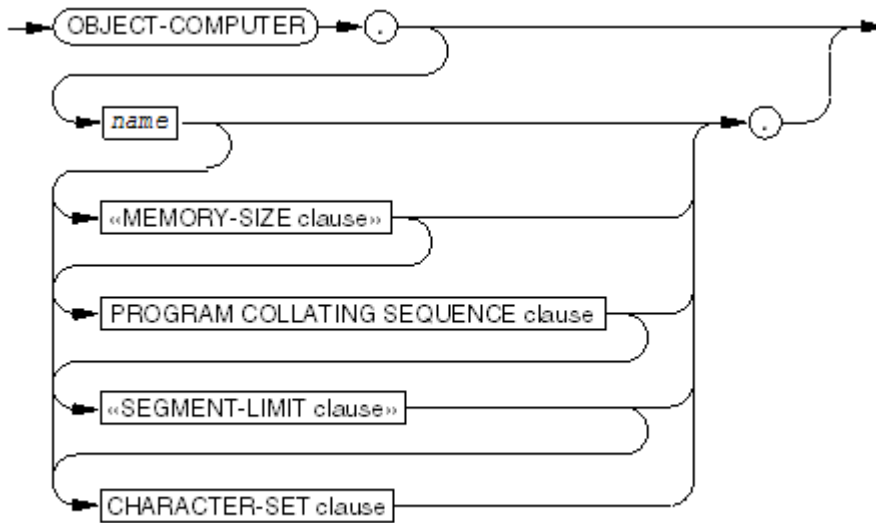 OBJECT-COMPUTER .
name .
«MEMORY-SIZE clause»
PROGRAM COLLATING SEQUENCE clause
«SEGMENT-LIMIT clause»
CHARACTER-SET clause